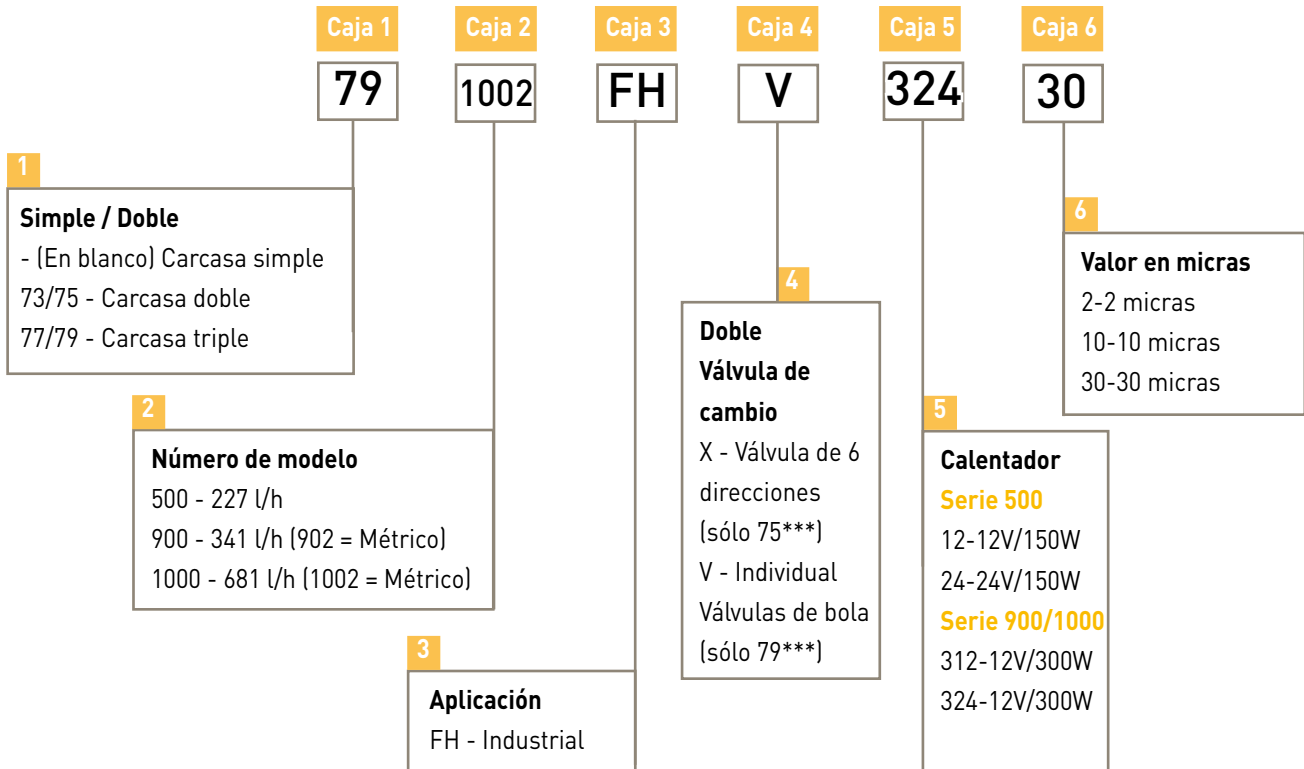 Caja 1
Caja 2
Caja 3
Caja 4
Caja 5
Caja 6
79
1002
FH
V
324
30
1
Simple / Doble
- (En blanco) Carcasa simple
73/75 - Carcasa doble
77/79 - Carcasa triple
2
Número de modelo
500 - 227 l/h
900 - 341 l/h (902 = Métrico)
1000 - 681 l/h (1002 = Métrico)
3
Aplicación
FH - Industrial
4
Doble
Válvula de
cambio
X - Válvula de 6
direcciones
(sólo 75***)
V - Individual
Válvulas de bola
(sólo 79***)
5
Calentador
Serie 500
12-12V/150W
24-24V/150W
Serie 900/1000
312-12V/300W
324-12V/300W
6
Valor en micras
2-2 micras
10-10 micras
30-30 micras